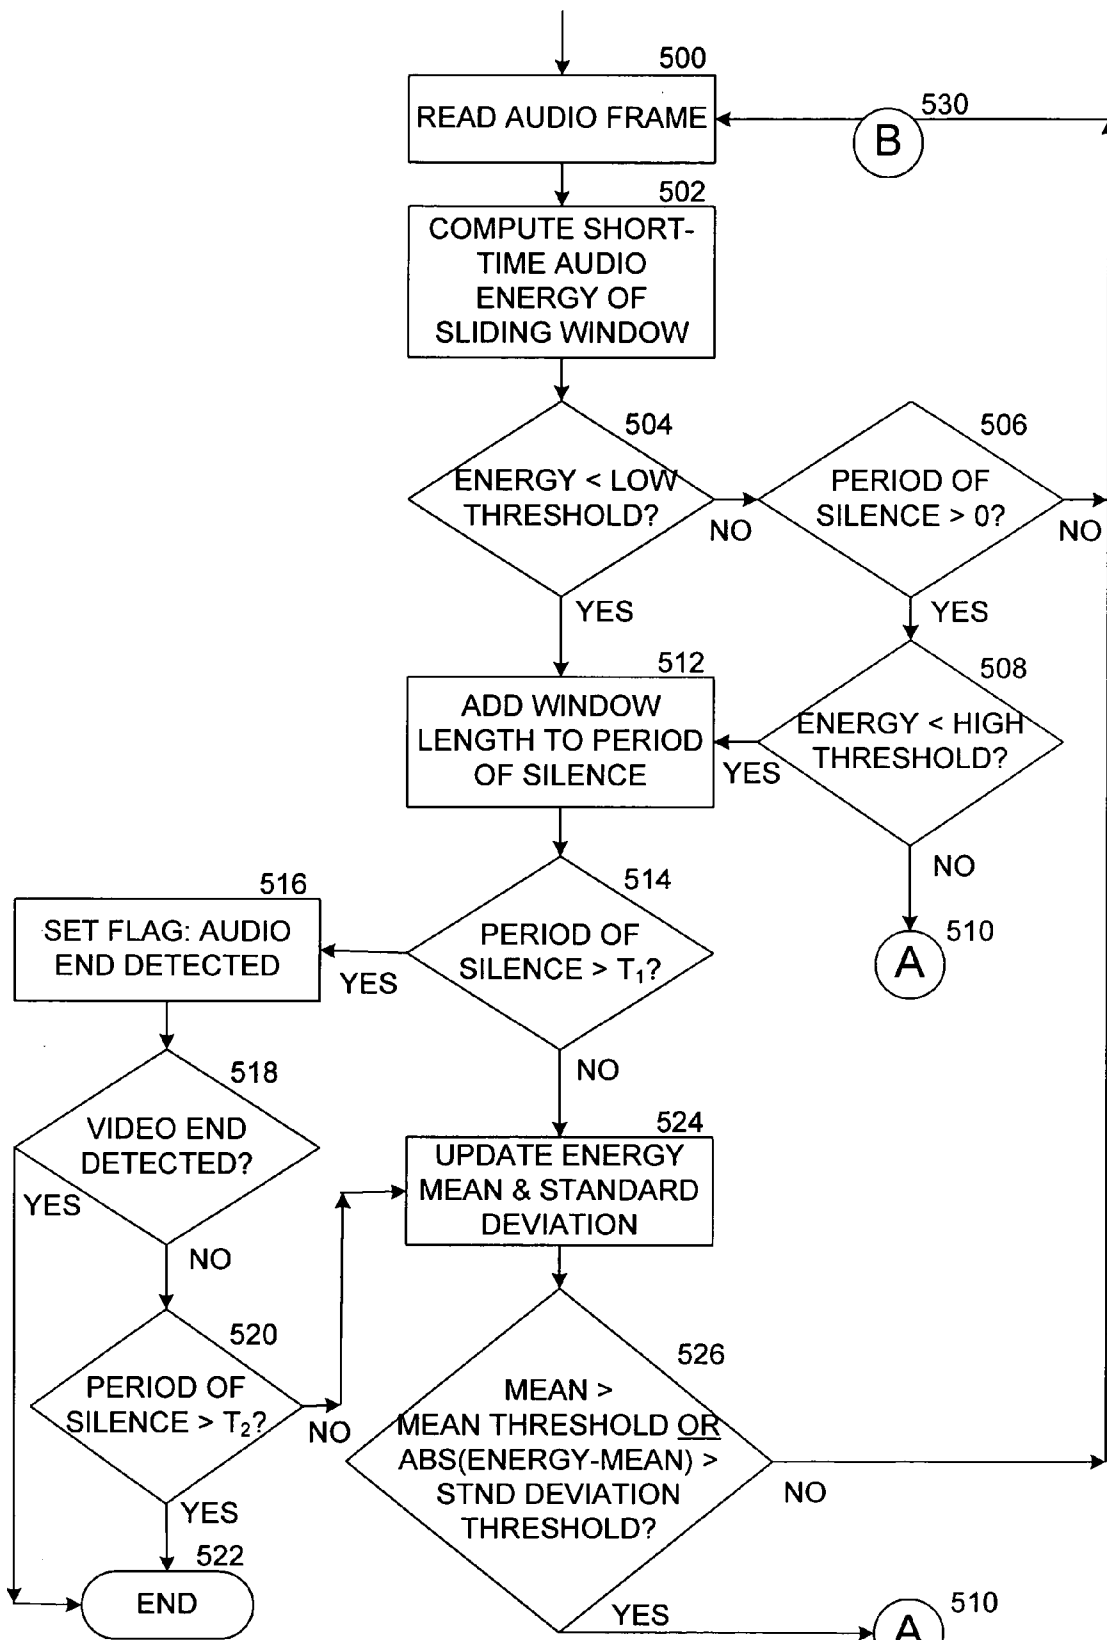 500
READ AUDIO FRAME
530
B
502
COMPUTE SHORT-
TIME AUDIO
ENERGY OF
SLIDING WINDOW
504
ENERGY < LOW
THRESHOLD?
NO
YES
506
PERIOD OF
SILENCE > 0?
NO
YES
512
ADD WINDOW
LENGTH TO PERIOD
OF SILENCE
508
ENERGY < HIGH
THRESHOLD?
YES
NO
510
A
514
PERIOD OF
SILENCE > T₁?
YES
NO
516
SET FLAG: AUDIO
END DETECTED
518
VIDEO END
DETECTED?
YES
NO
524
UPDATE ENERGY
MEAN & STANDARD
DEVIATION
520
PERIOD OF
SILENCE > T₂?
NO
YES
522
END
526
MEAN >
MEAN THRESHOLD OR
ABS(ENERGY-MEAN) >
STND DEVIATION
THRESHOLD?
NO
YES
510
A